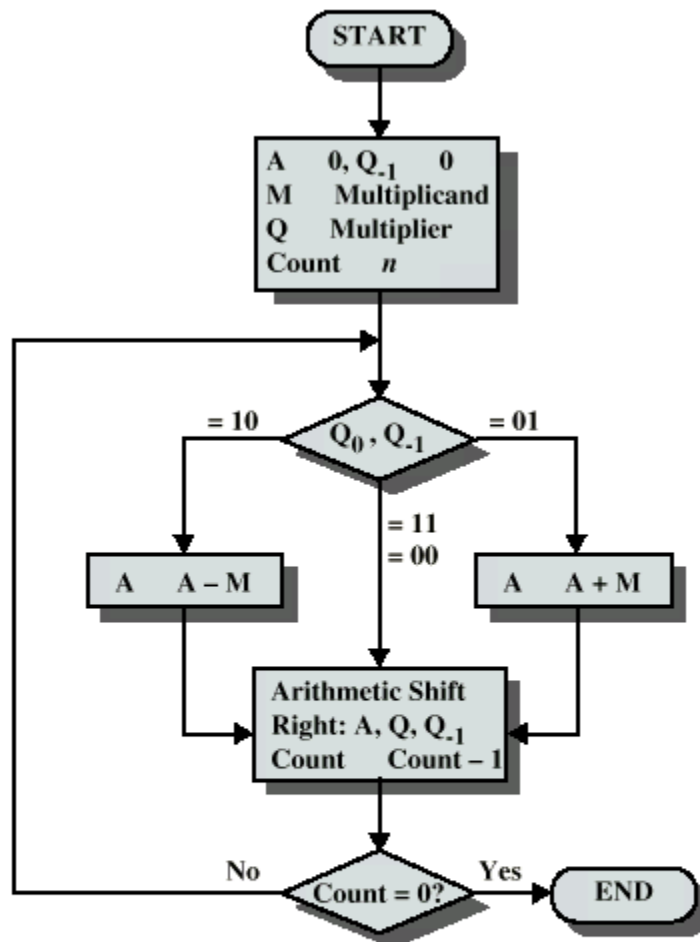 START
A 0, Q-1 0
M Multiplicand
Q Multiplier
Count n
= 10
Q0 , Q-1
= 01
= 11
= 00
A A – M
A A + M
Arithmetic Shift
Right: A, Q, Q-1
Count Count – 1
No
Count = 0?
Yes
END